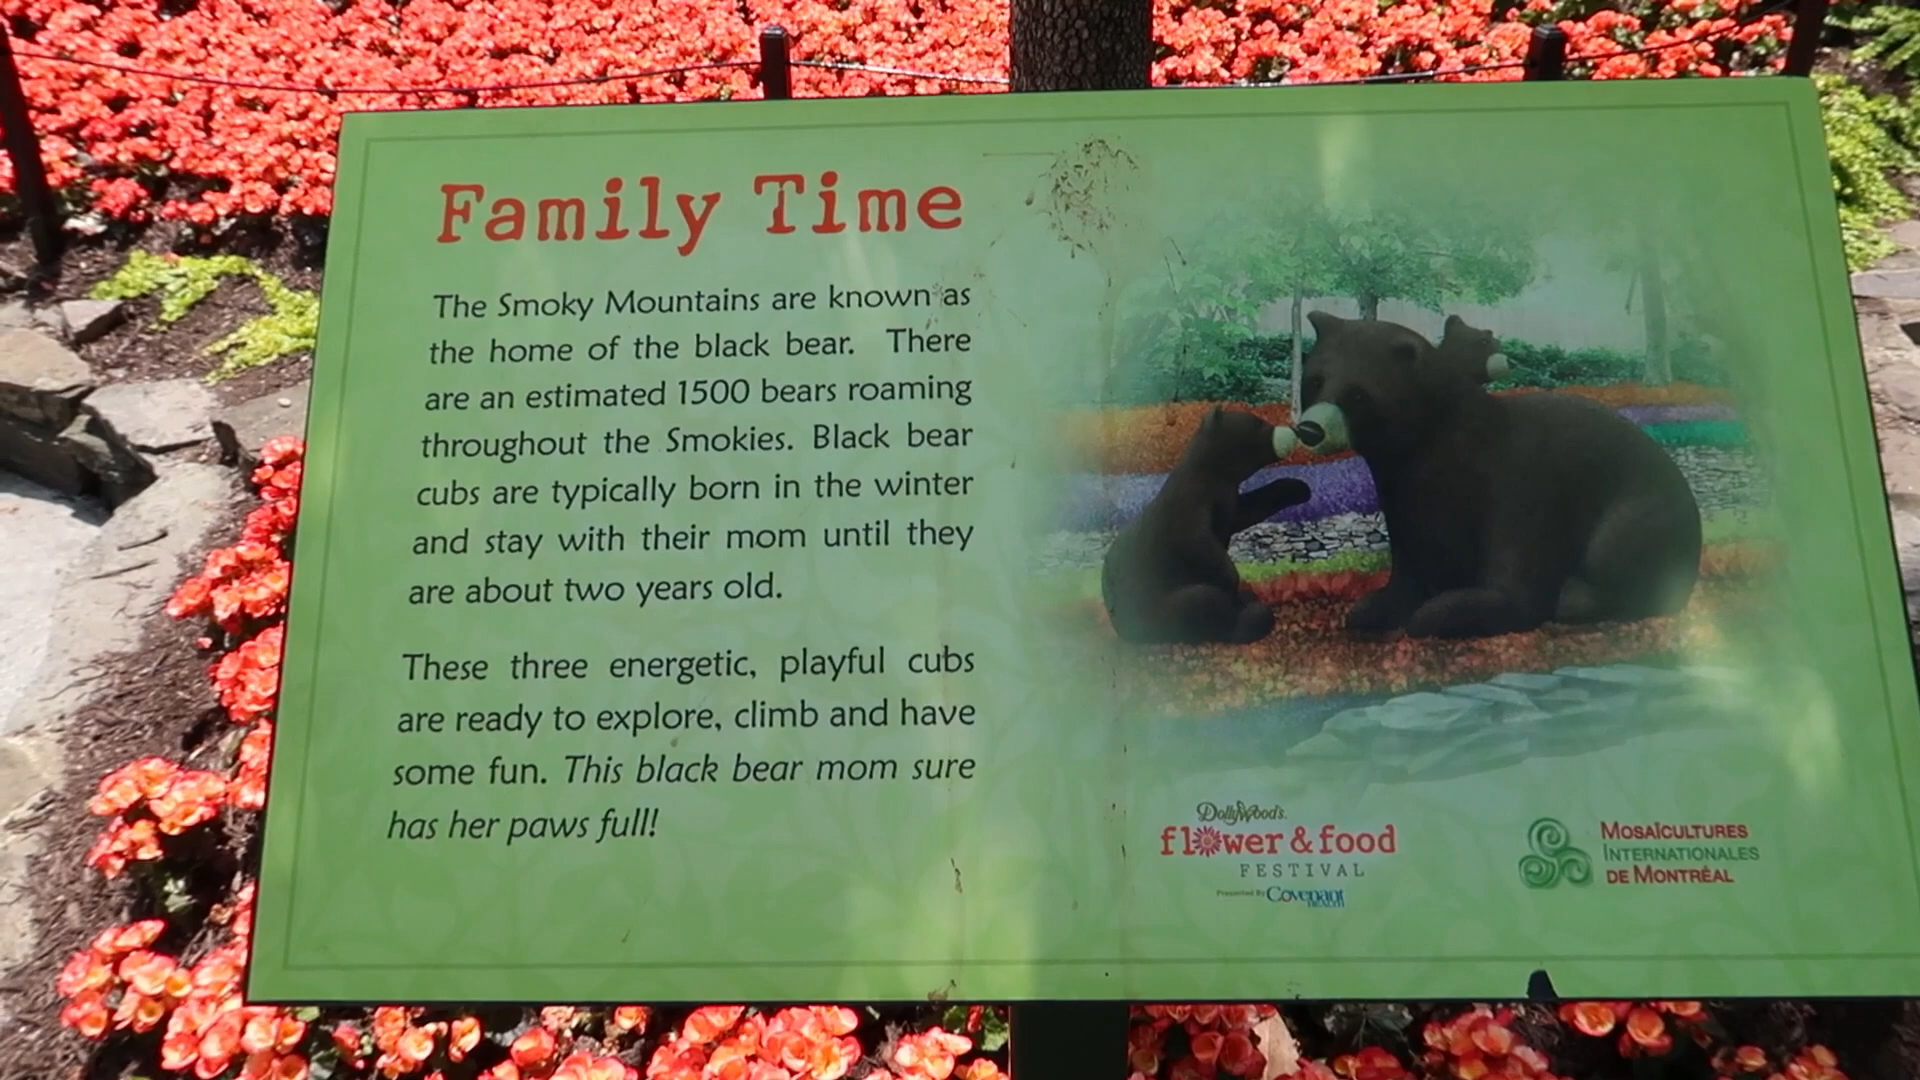 Family Time
The Smoky Mountains are known as
the home of the black bear. There
are an estimated 1500 bears roaming
throughout the Smokies. Black bear
cubs are typically born in the winter
and stay with their mom until they
are about two years old.
These three energetic, playful cubs
are ready to explore, climb and have
some fun. This black bear mom sure
has her paws full!
Dollywood's.
flower & food
FESTIVAL
Presented By Covenant
HEALTH
MOSAÏCULTURES
INTERNATIONALES
DE MONTRÉAL